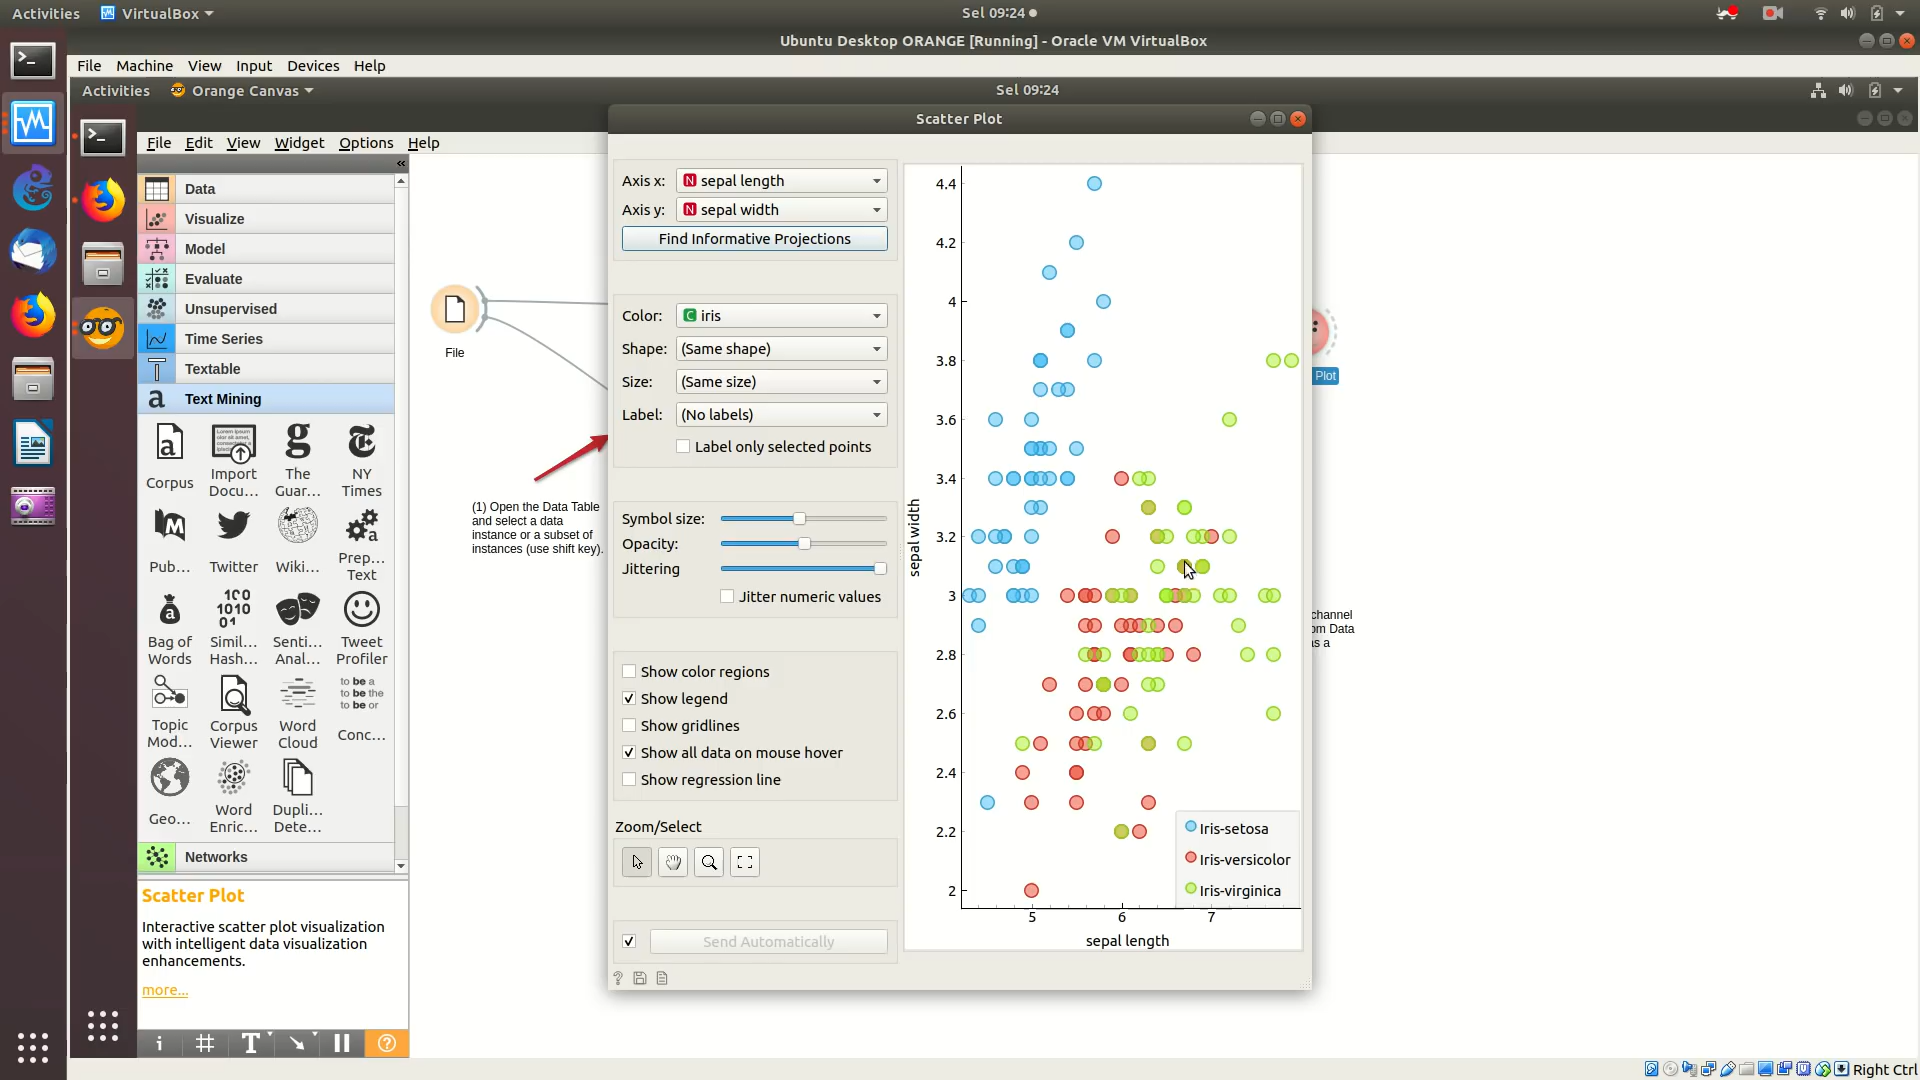 Activities
VirtualBox
Sel 09:24
Ubuntu Desktop ORANGE [Running] - Oracle VM VirtualBox
File Machine View Input Devices Help
Activities
Orange Canvas
Sel 09:24
Scatter Plot
File Edit View Widget Options Help
«
Data
Visualize
Model
Evaluate
Unsupervised
Time Series
Textable
Text Mining
Corpus
Import Docu...
The Guar...
NY Times
Pub...
Twitter
Wiki...
Prep... Text
Bag of Words
Simil... Hash...
Senti... Anal...
Tweet Profiler
Topic Mod...
Corpus Viewer
Word Cloud
Conc...
Geo...
Word Enric...
Dupli... Dete...
Networks
Scatter Plot
Interactive scatter plot visualization
with intelligent data visualization
enhancements.
more...
File
(1) Open the Data Table
and select a data
instance or a subset of
instances (use shift key).
Axis x: N sepal length
Axis y: N sepal width
Find Informative Projections
Color: C iris
Shape: (Same shape)
Size: (Same size)
Label: (No labels)
Label only selected points
Symbol size:
Opacity:
Jittering
Jitter numeric values
Show color regions
Show legend
Show gridlines
Show all data on mouse hover
Show regression line
Zoom/Select
Send Automatically
4.4
4.2
4
3.8
3.6
3.4
3.2
3
2.8
2.6
2.4
2.2
2
sepal width
5 6 7
sepal length
Iris-setosa
Iris-versicolor
Iris-virginica
Plot
channel
om Data
as a
Right Ctrl